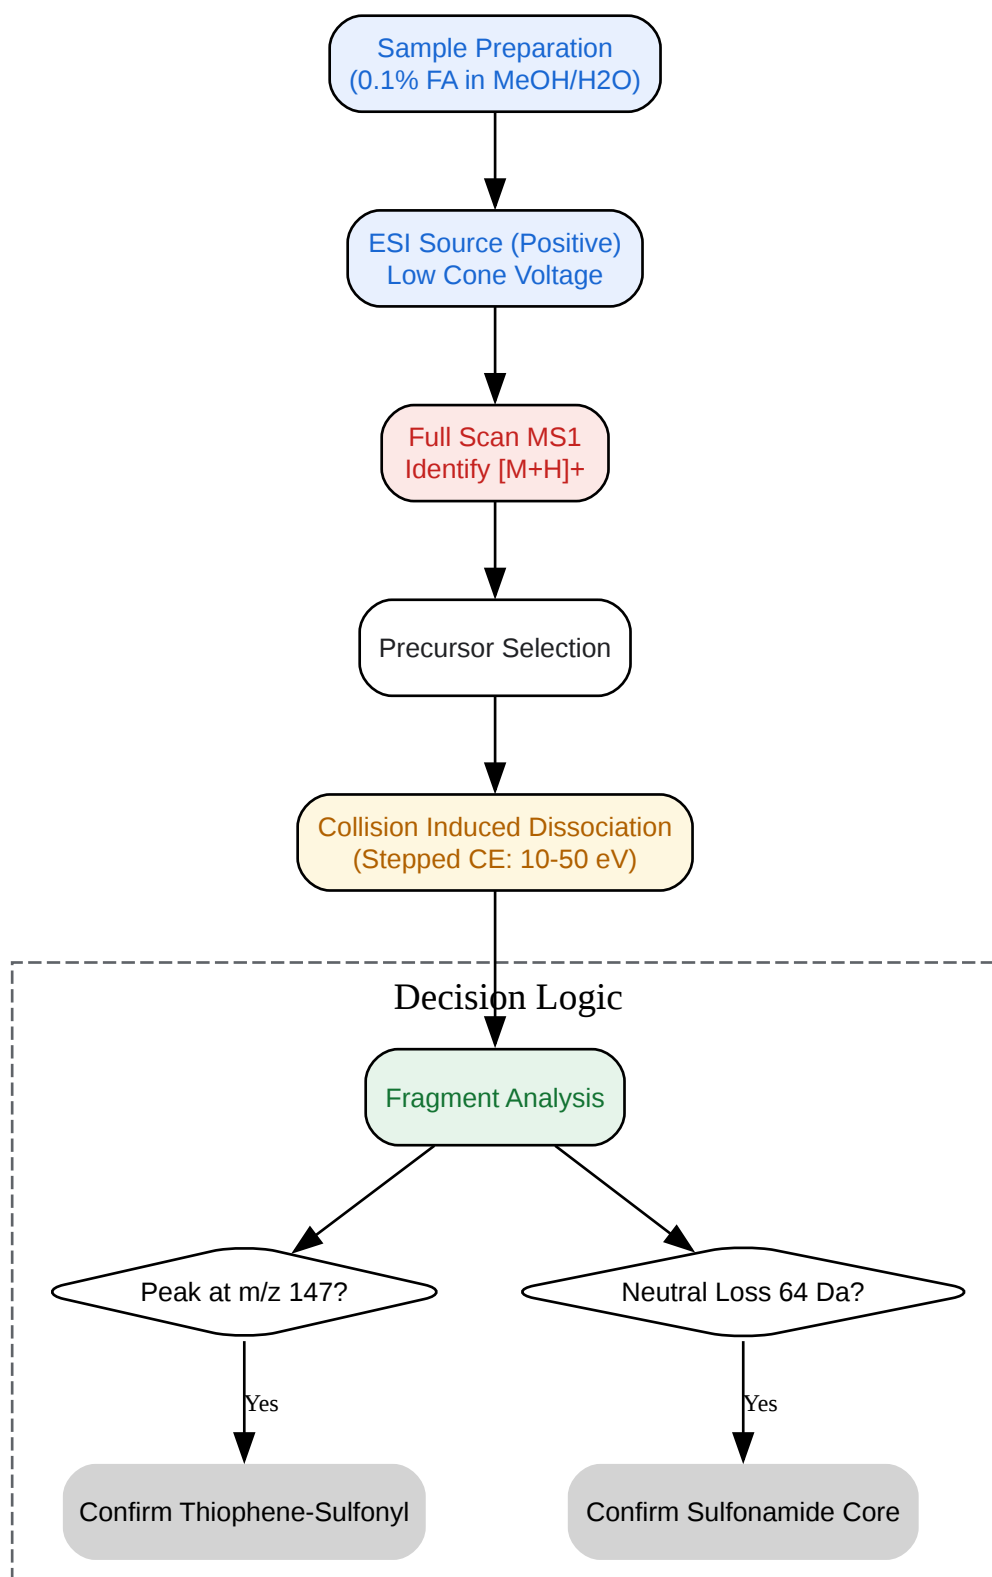 Sample Preparation
(0.1% FA in MeOH/H2O)
ESI Source (Positive)
Low Cone Voltage
Full Scan MS1
Identify [M+H]+
Precursor Selection
Collision Induced Dissociation
(Stepped CE: 10-50 eV)
Decision Logic
Fragment Analysis
Peak at m/z 147?
Neutral Loss 64 Da?
Yes
Yes
Confirm Thiophene-Sulfonyl
Confirm Sulfonamide Core